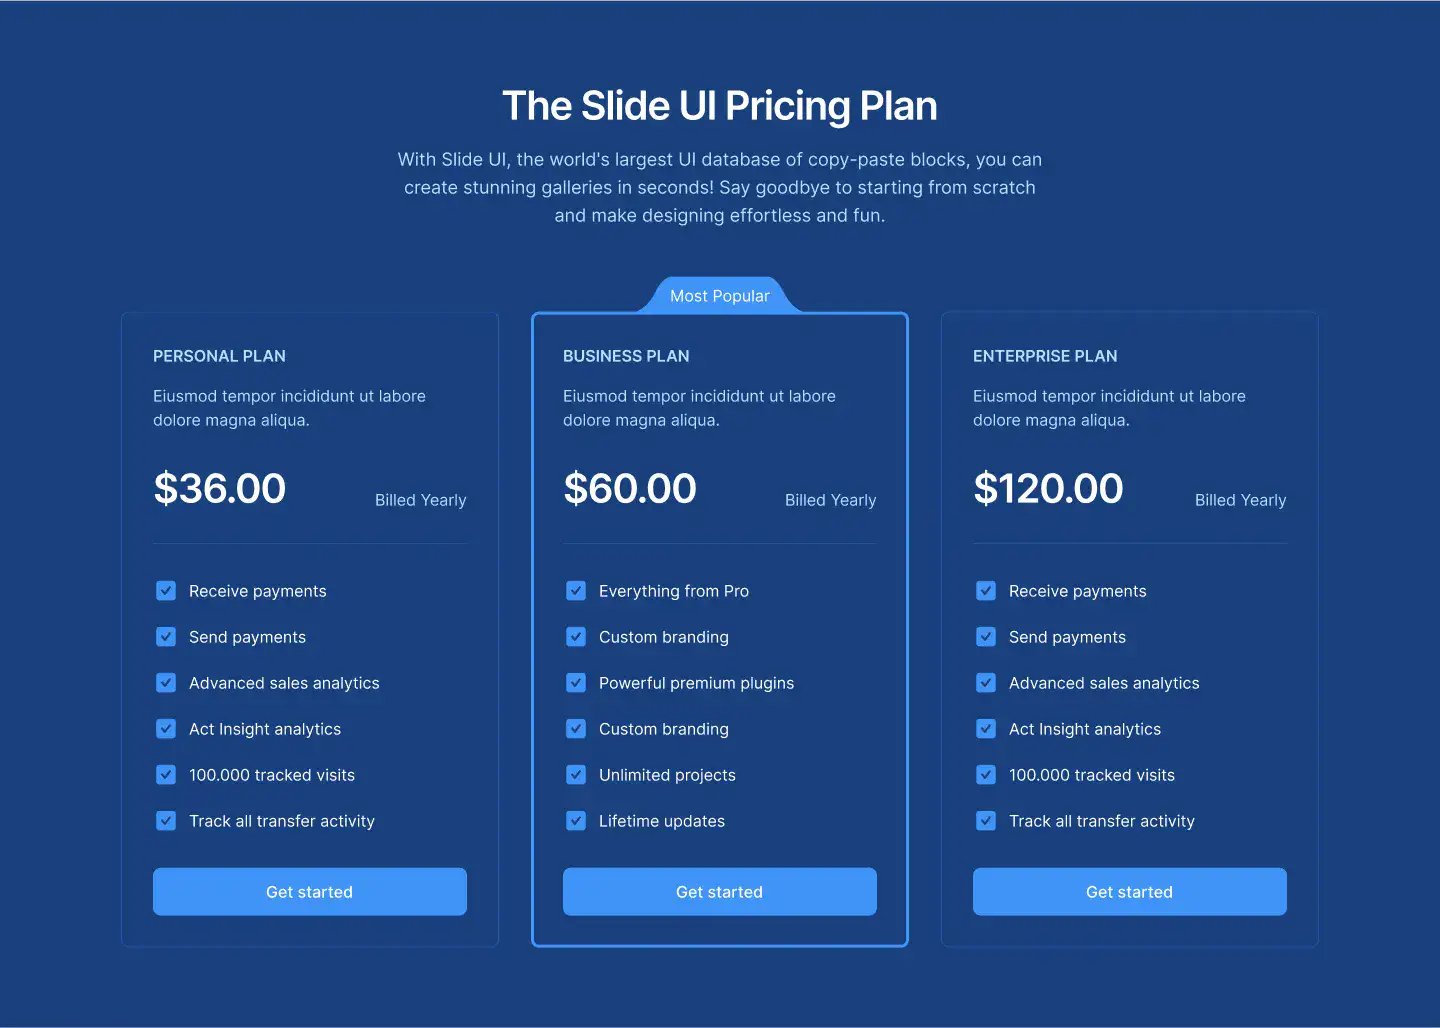 The Slide UI Pricing Plan
With Slide UI, the world's largest UI database of copy-paste blocks, you can
create stunning galleries in seconds! Say goodbye to starting from scratch
and make designing effortless and fun.
PERSONAL PLAN
Eiusmod tempor incididunt ut labore
dolore magna aliqua.
$36.00
Billed Yearly
Receive payments
Send payments
Advanced sales analytics
Act Insight analytics
100.000 tracked visits
Track all transfer activity
Get started
Most Popular
BUSINESS PLAN
Eiusmod tempor incididunt ut labore
dolore magna aliqua.
$60.00
Billed Yearly
Everything from Pro
Custom branding
Powerful premium plugins
Custom branding
Unlimited projects
Lifetime updates
Get started
ENTERPRISE PLAN
Eiusmod tempor incididunt ut labore
dolore magna aliqua.
$120.00
Billed Yearly
Receive payments
Send payments
Advanced sales analytics
Act Insight analytics
100.000 tracked visits
Track all transfer activity
Get started